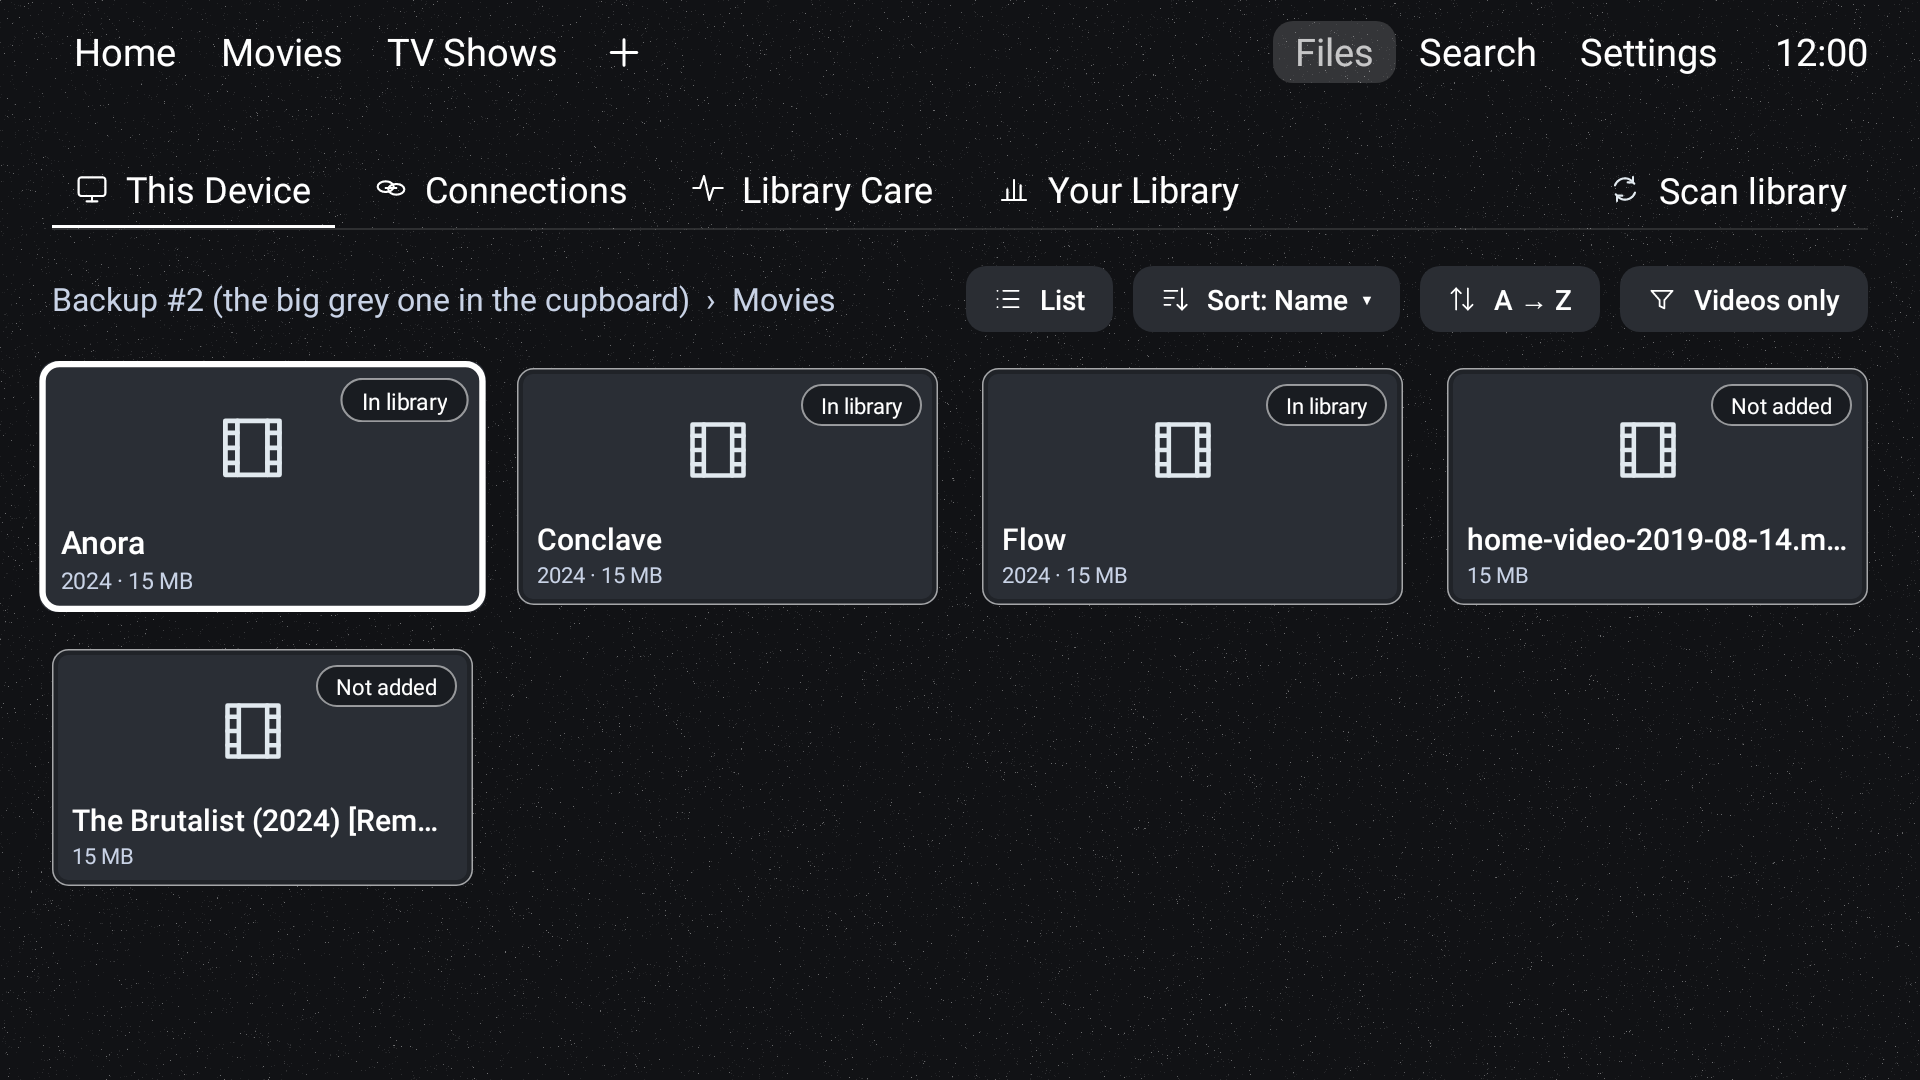 Home Movies TV Shows + Files Search Settings 12:00
This Device Connections Library Care Your Library Scan library
Backup #2 (the big grey one in the cupboard) › Movies List Sort: Name ▾ A → Z Videos only
In library In library In library Not added
Anora Conclave Flow home-video-2019-08-14.m...
2024 · 15 MB 2024 · 15 MB 2024 · 15 MB 15 MB
Not added
The Brutalist (2024) [Rem...
15 MB